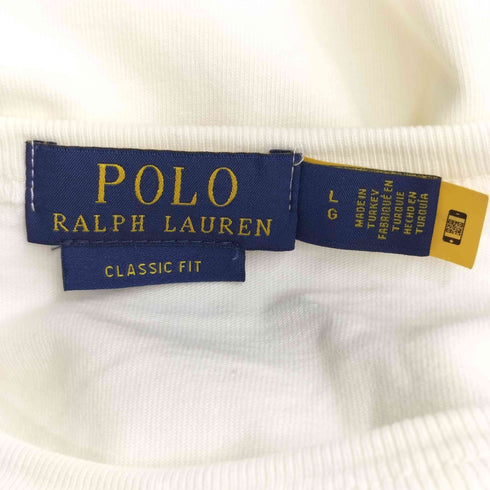 POLO
RALPH LAUREN
CLASSIC FIT
L
G
MADE IN
TURKEY
FABRIQUÉ EN
TURQUIE
HECHO EN
TURQUÍA